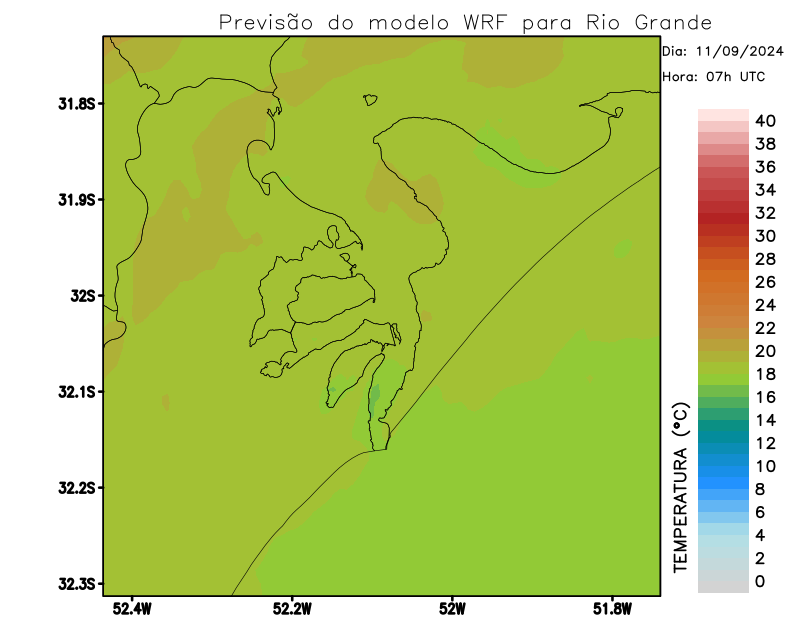 Previsão do modelo WRF para Rio Grande
Dia: 11/09/2024
Hora: 07h UTC
31.8S
31.9S
32S
32.1S
32.2S
32.3S
52.4W
52.2W
52W
51.8W
TEMPERATURA (°C)
40
38
36
34
32
30
28
26
24
22
20
18
16
14
12
10
8
6
4
2
0